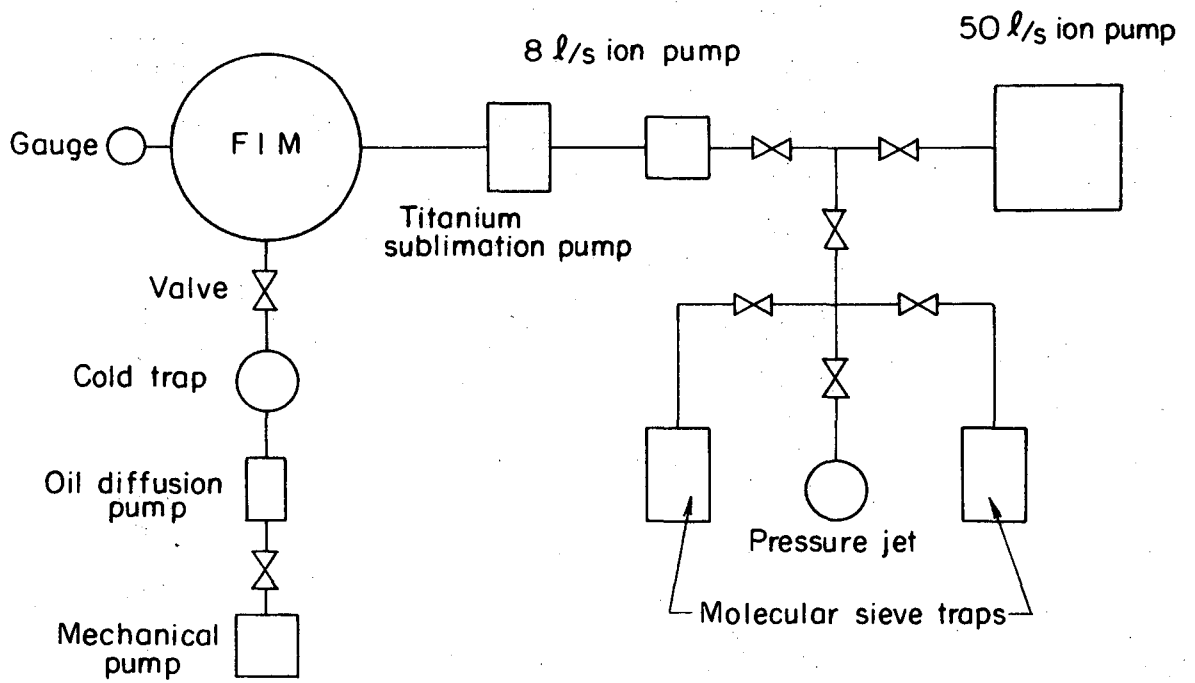 8 ℓ/s ion pump
50 ℓ/s ion pump
Gauge
FIM
Titanium
sublimation pump
Valve
Cold trap
Oil diffusion
pump
Pressure jet
Molecular sieve traps
Mechanical
pump